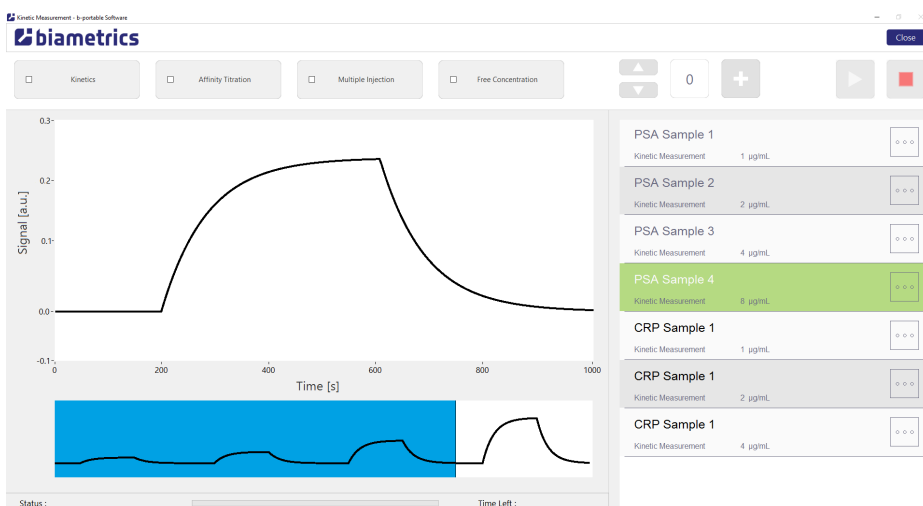 Kinetic Measurement - b-portable Software
biametrics
Close
Kinetics
Affinity Titration
Multiple Injection
Free Concentration
0
Signal [a.u.]
0.3
0.2
0.1
0.0
-0.1
0 200 400 600 800 1000
Time [s]
Status :
Time Left :
PSA Sample 1
Kinetic Measurement 1 µg/mL
PSA Sample 2
Kinetic Measurement 2 µg/mL
PSA Sample 3
Kinetic Measurement 4 µg/mL
PSA Sample 4
Kinetic Measurement 8 µg/mL
CRP Sample 1
Kinetic Measurement 1 µg/mL
CRP Sample 1
Kinetic Measurement 2 µg/mL
CRP Sample 1
Kinetic Measurement 4 µg/mL